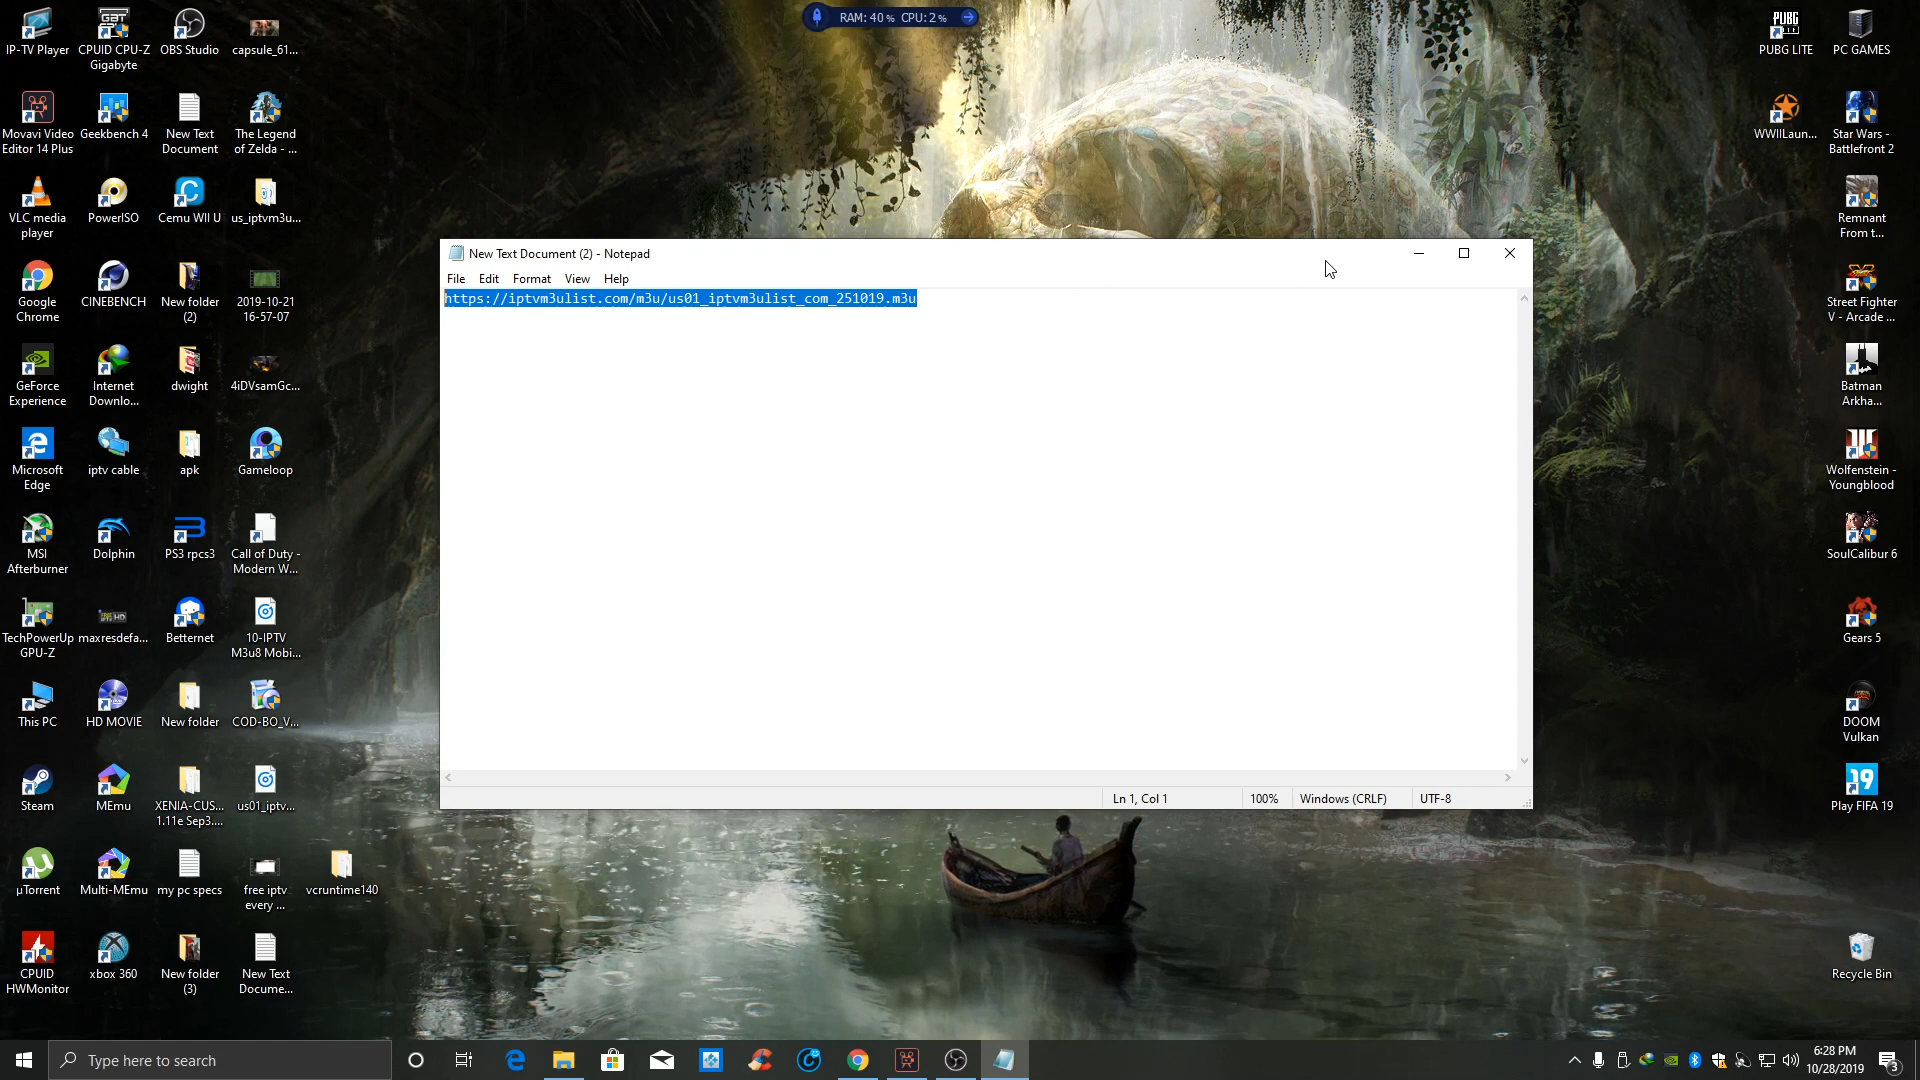 RAM: 40 % CPU: 2 %
IP-TV Player
CPUID CPU-Z
Gigabyte
OBS Studio
capsule_61...
Movavi Video
Editor 14 Plus
Geekbench 4
New Text
Document
The Legend
of Zelda - ...
VLC media
player
PowerISO
Cemu WII U
us_iptvm3u...
Google
Chrome
CINEBENCH
New folder
(2)
2019-10-21
16-57-07
GeForce
Experience
Internet
Downlo...
dwight
4iDVsamGc...
Microsoft
Edge
iptv cable
apk
Gameloop
MSI
Afterburner
Dolphin
PS3 rpcs3
Call of Duty -
Modern W...
TechPowerUp
GPU-Z
maxresdefa...
Betternet
10-IPTV
M3u8 Mobi...
This PC
HD MOVIE
New folder
COD-BO_V...
Steam
MEmu
XENIA-CUS...
1.11e Sep3....
us01_iptv...
µTorrent
Multi-MEmu
my pc specs
free iptv
every ...
vcruntime140
CPUID
HWMonitor
xbox 360
New folder
(3)
New Text
Docume...
New Text Document (2) - Notepad
File Edit Format View Help
https://iptvm3ulist.com/m3u/us01_iptvm3ulist_com_251019.m3u
Ln 1, Col 1 100% Windows (CRLF) UTF-8
PUBG LITE
PC GAMES
WWIILaun...
Star Wars -
Battlefront 2
Remnant
From t...
Street Fighter
V - Arcade ...
Batman
Arkha...
Wolfenstein -
Youngblood
SoulCalibur 6
Gears 5
DOOM
Vulkan
Play FIFA 19
Recycle Bin
Type here to search
6:28 PM
10/28/2019
3